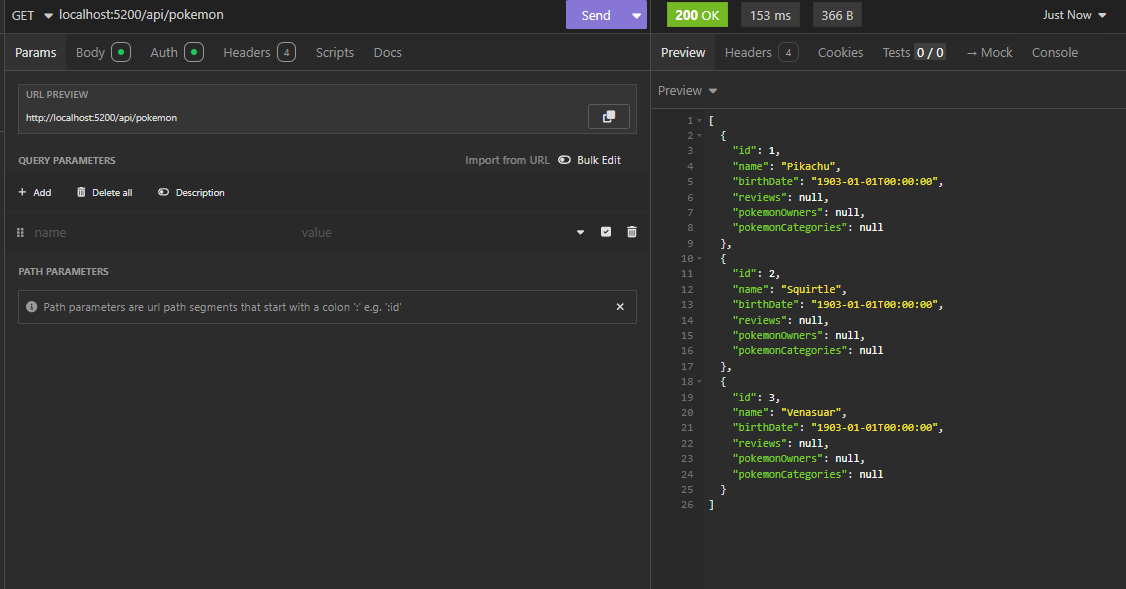 GET localhost:5200/api/pokemon Send 200 OK 153 ms 366 B Just Now
Params Body Auth Headers 4 Scripts Docs
Preview Headers 4 Cookies Tests 0 / 0 → Mock Console
URL PREVIEW
http://localhost:5200/api/pokemon
QUERY PARAMETERS Import from URL Bulk Edit
+ Add Delete all Description
name value
PATH PARAMETERS
Path parameters are url path segments that start with a colon ':' e.g. ':id'
Preview
1 [
2 {
3 "id": 1,
4 "name": "Pikachu",
5 "birthDate": "1903-01-01T00:00:00",
6 "reviews": null,
7 "pokemonOwners": null,
8 "pokemonCategories": null
9 },
10 {
11 "id": 2,
12 "name": "Squirtle",
13 "birthDate": "1903-01-01T00:00:00",
14 "reviews": null,
15 "pokemonOwners": null,
16 "pokemonCategories": null
17 },
18 {
19 "id": 3,
20 "name": "Venasuar",
21 "birthDate": "1903-01-01T00:00:00",
22 "reviews": null,
23 "pokemonOwners": null,
24 "pokemonCategories": null
25 }
26 ]